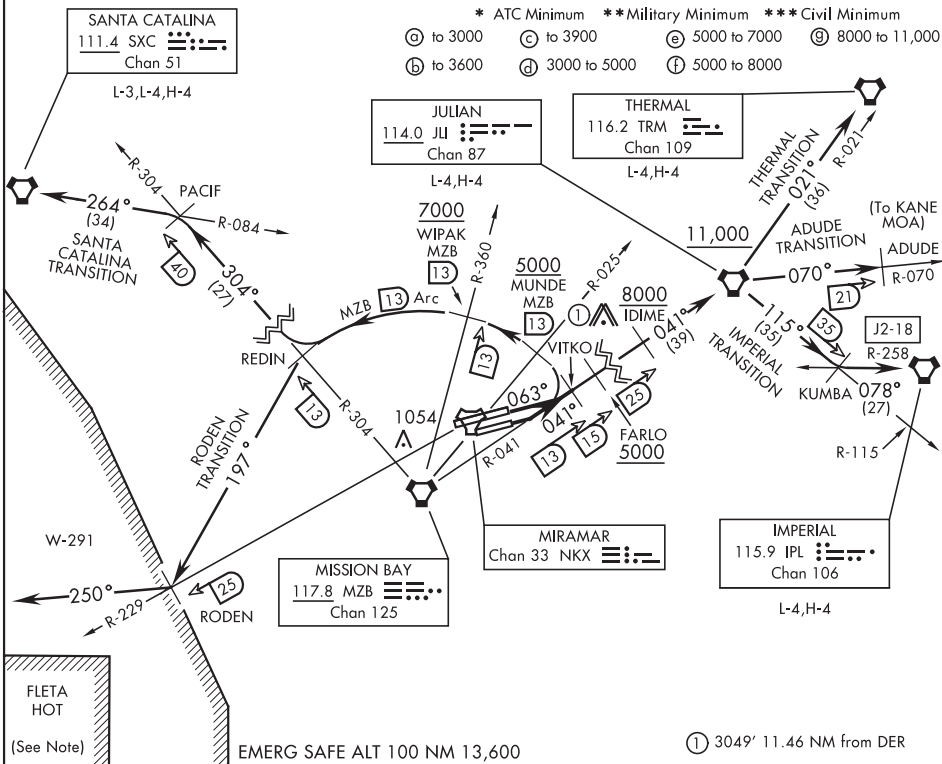 * ATC Minimum ** Military Minimum *** Civil Minimum
ⓐ to 3000 ⓒ to 3900 ⓔ 5000 to 7000 ⓖ 8000 to 11,000
ⓑ to 3600 ⓓ 3000 to 5000 ⓕ 5000 to 8000
SANTA CATALINA
111.4 SXC
Chan 51
L-3,L-4,H-4
JULIAN
114.0 JLI
Chan 87
L-4,H-4
THERMAL
116.2 TRM
Chan 109
L-4,H-4
R-304
PACIF
264°
(34)
R-084
SANTA
CATALINA
TRANSITION
40
304°
(27)
7000
WIPAK
MZB
13
R-360
5000
MUNDE
MZB
13
R-025
①
8000
IDIME
041°
(39)
11,000
THERMAL
TRANSITION
021°
(36)
R-021
(To KANE
MOA)
ADUDE
TRANSITION
ADUDE
070°
R-070
21
115°
(35)
35
IMPERIAL
TRANSITION
J2-18
R-258
KUMBA
078°
(27)
R-115
MZB 13 Arc
REDIN
13
R-304
13
VITKO
063°
041°
R-041
25
13
15
FARLO
5000
1054
RODEN
TRANSITION
197°
W-291
250°
R-229
25
RODEN
MISSION BAY
117.8 MZB
Chan 125
MIRAMAR
Chan 33 NKX
IMPERIAL
115.9 IPL
Chan 106
L-4,H-4
FLETA
HOT
(See Note)
EMERG SAFE ALT 100 NM 13,600
① 3049' 11.46 NM from DER